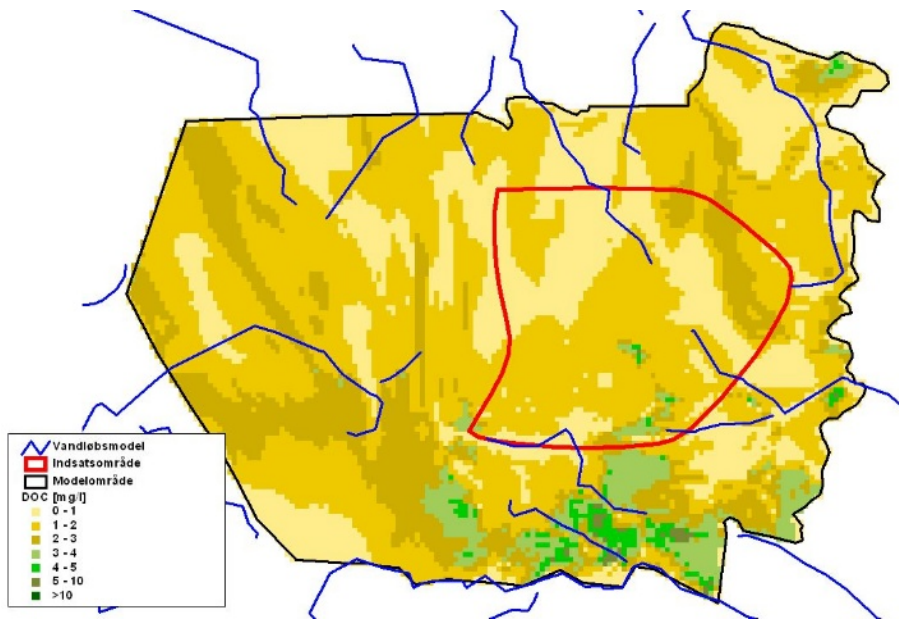 Vandløbsmodel
Indsatsområde
Modelområde
DOC [mg/l]
0 - 1
1 - 2
2 - 3
3 - 4
4 - 5
5 - 10
>10